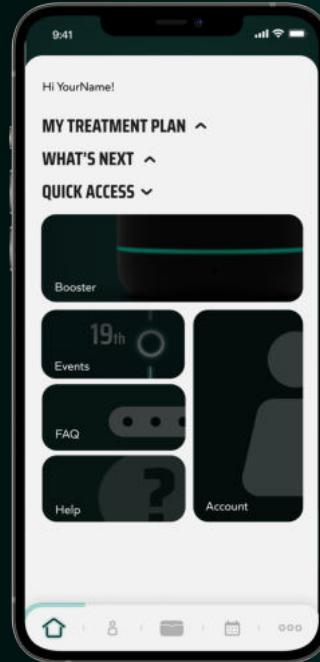 9:41
Hi YourName!
MY TREATMENT PLAN
WHAT'S NEXT
QUICK ACCESS
Booster
19th
Events
FAQ
?
Help
Account